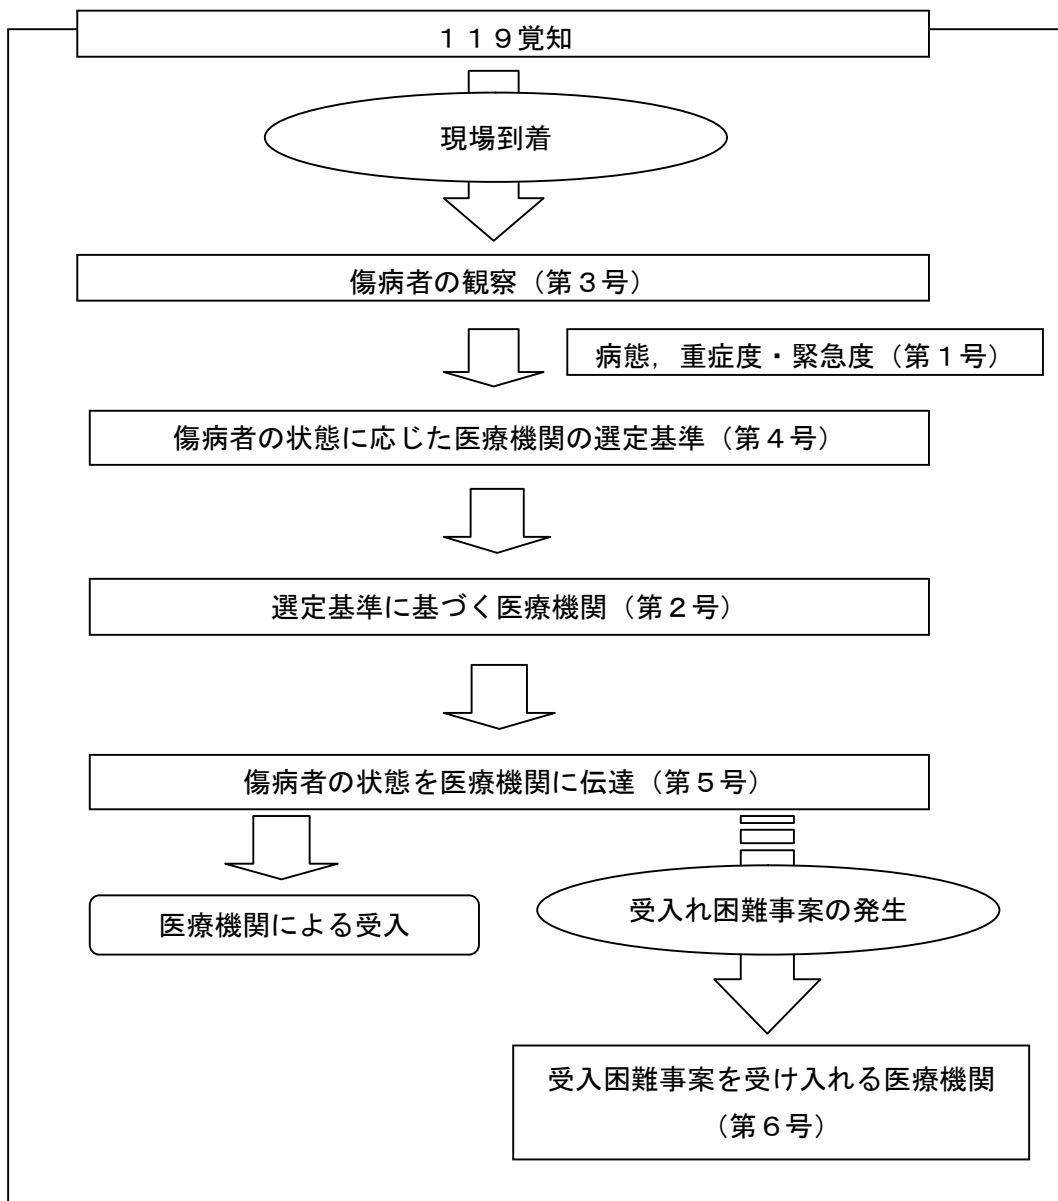 １１９覚知
現場到着
傷病者の観察（第３号）
病態，重症度・緊急度（第１号）
傷病者の状態に応じた医療機関の選定基準（第４号）
選定基準に基づく医療機関（第２号）
傷病者の状態を医療機関に伝達（第５号）
医療機関による受入
受入れ困難事案の発生
受入困難事案を受け入れる医療機関
（第６号）